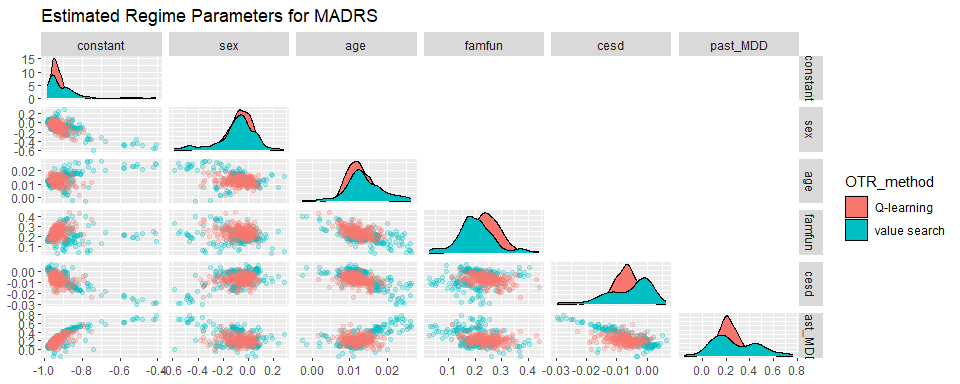 Estimated Regime Parameters for MADRS
constant sex age famfun cesd past_MDD
15
10
5
0
constant
0.2
0.0
-0.2
-0.4
-0.6
sex
0.02
0.01
0.00
age
0.4
0.3
0.2
0.1
famfun
0.00
-0.01
-0.02
-0.03
cesd
0.8
0.6
0.4
0.2
0.0
ast_MDD
-1.0 -0.8 -0.6 -0.4 -0.6 -0.4 -0.2 0.0 0.2 0.00 0.01 0.02 0.1 0.2 0.3 0.4 -0.03 -0.02 -0.01 0.00 0.0 0.2 0.4 0.6 0.8
OTR_method
Q-learning
value search